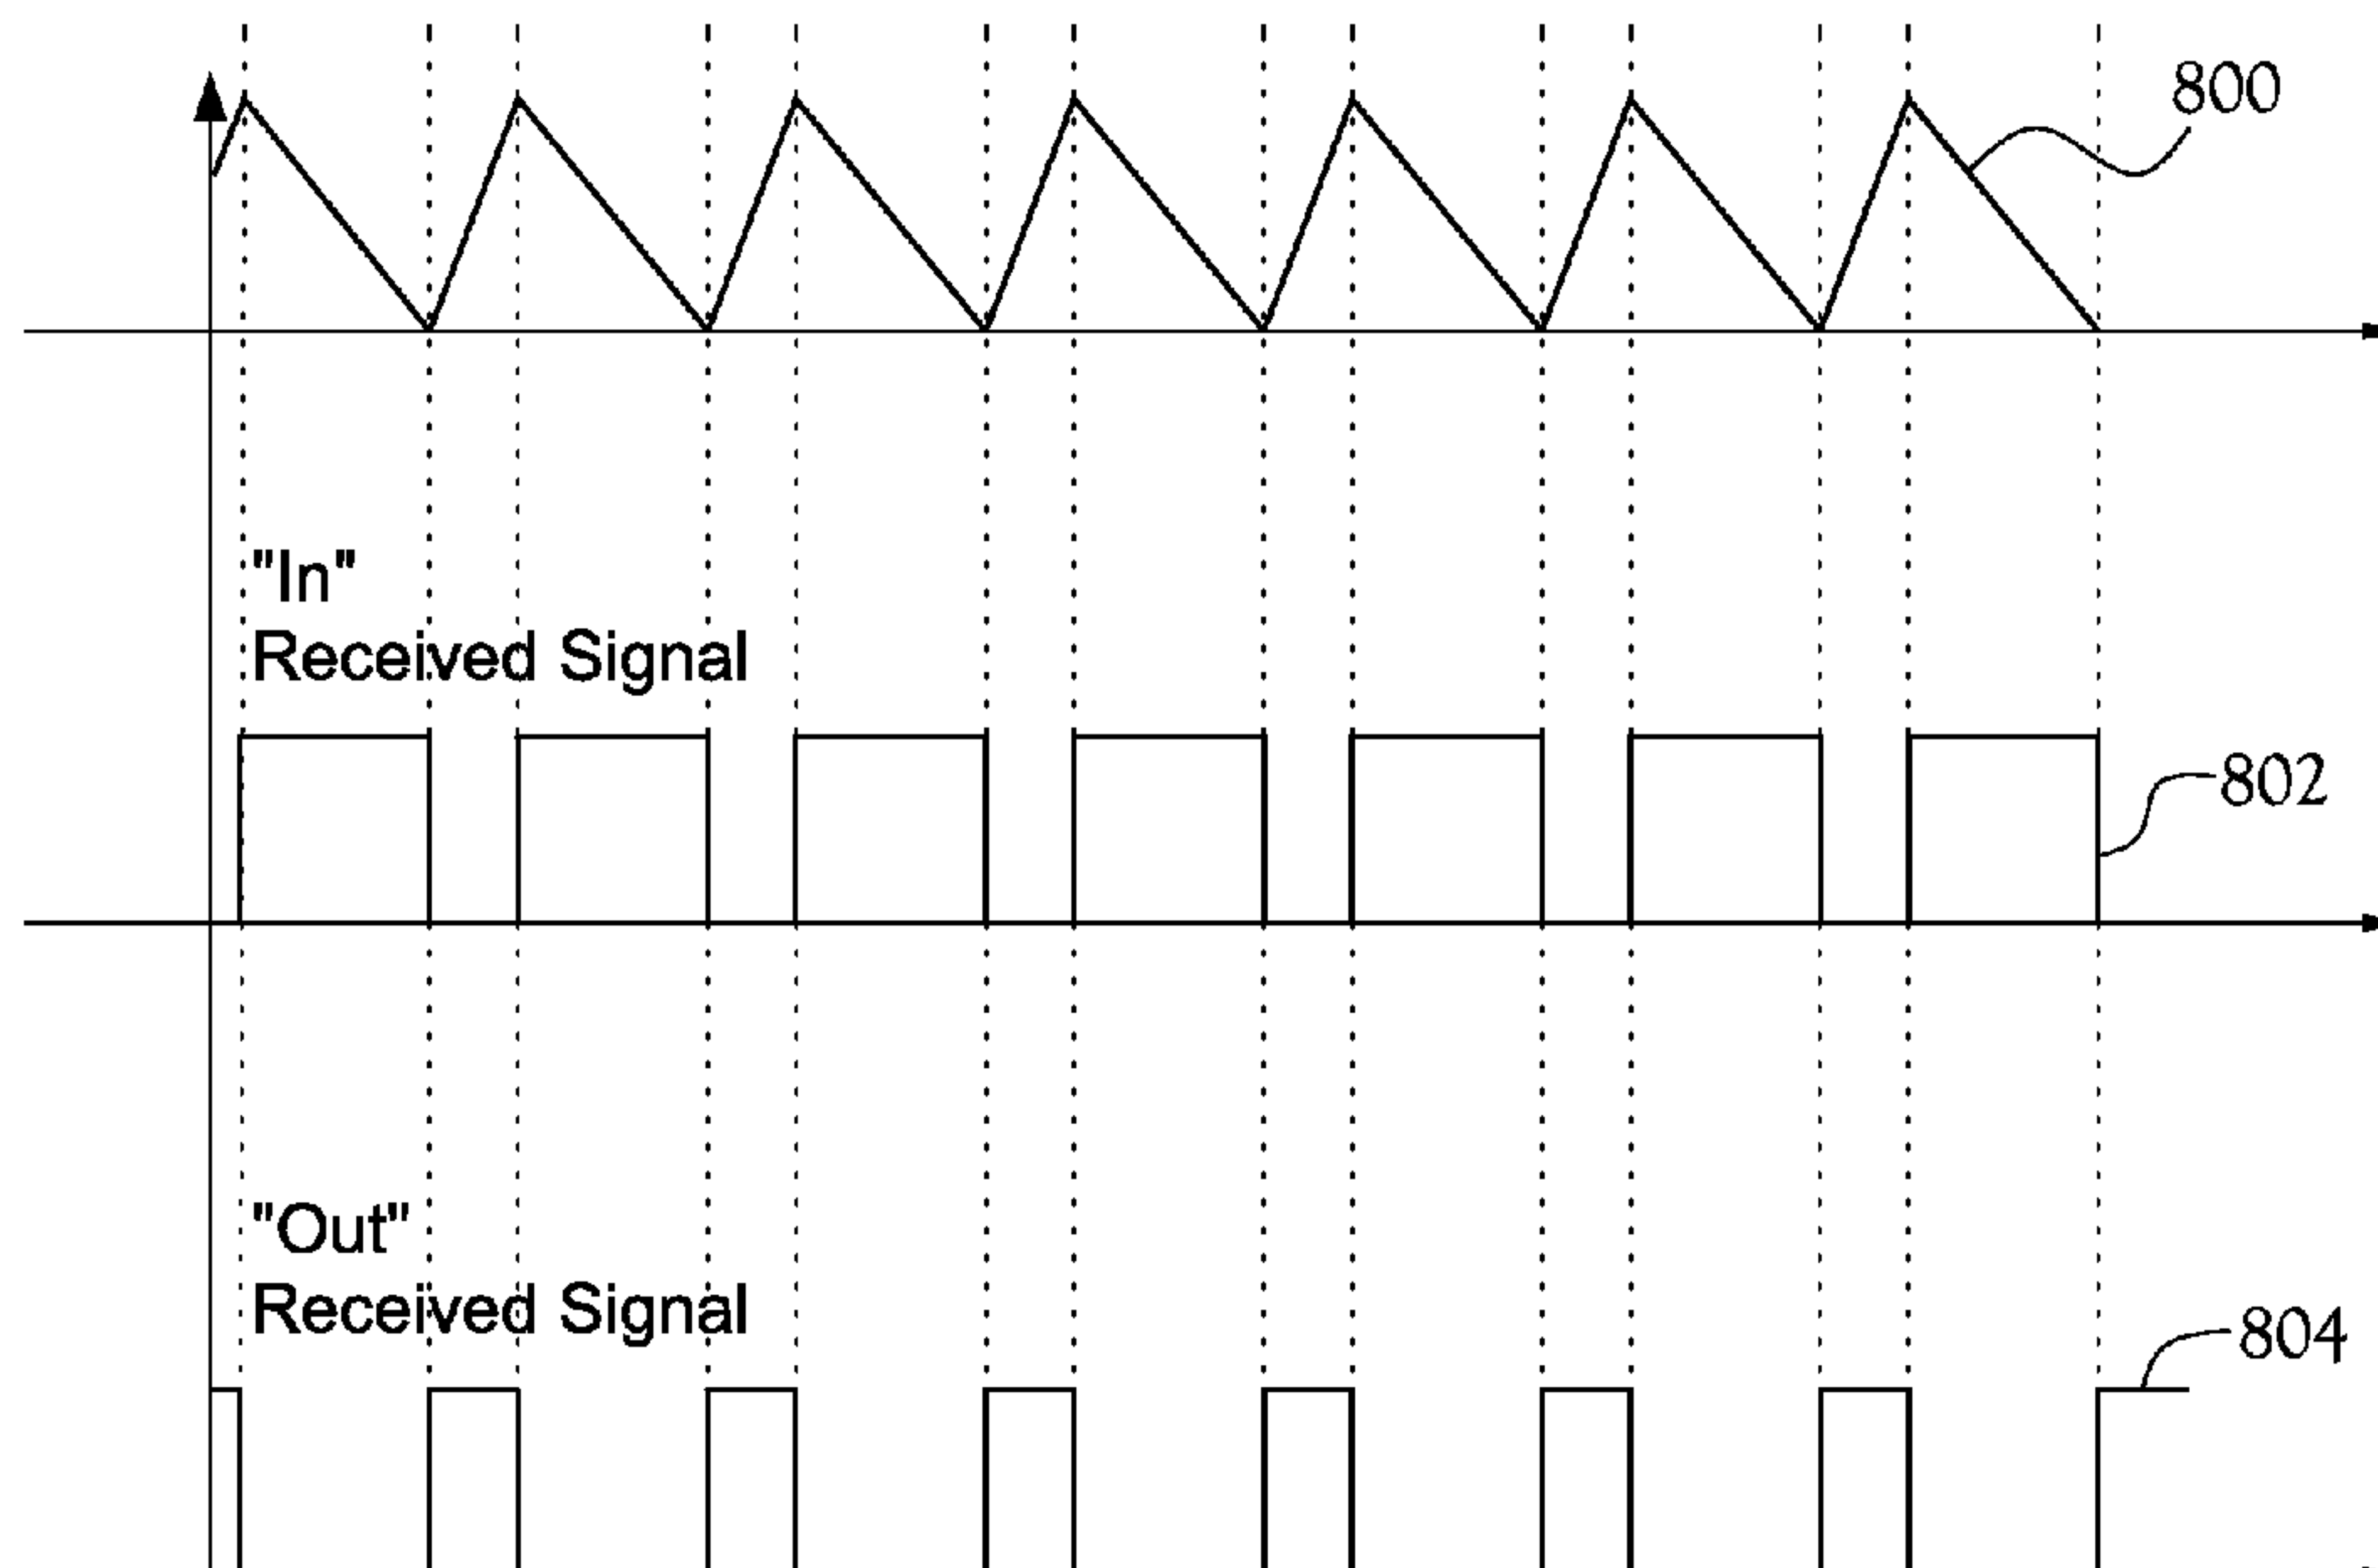 800
"In"
Received Signal
802
"Out"
Received Signal
804